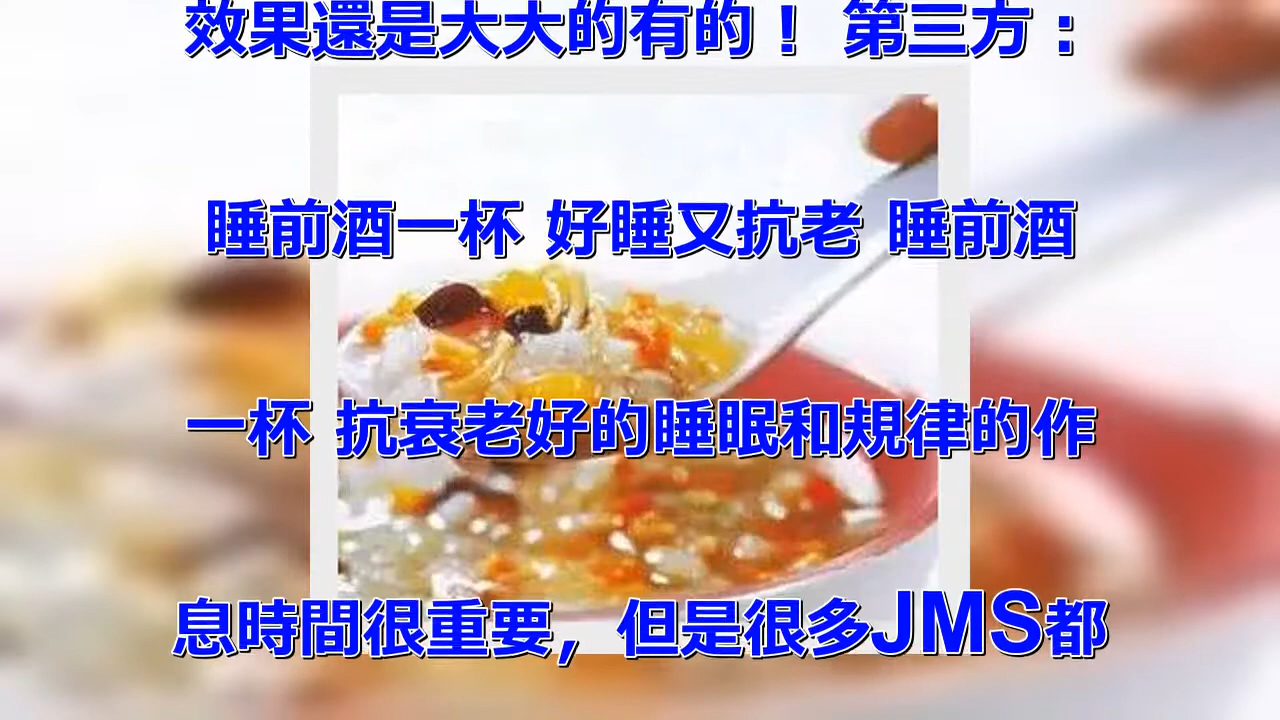 效果還是大大的有的！ 第三方：
睡前酒一杯 好睡又抗老 睡前酒
一杯 抗衰老好的睡眠和規律的作
息時間很重要，但是很多JMS都